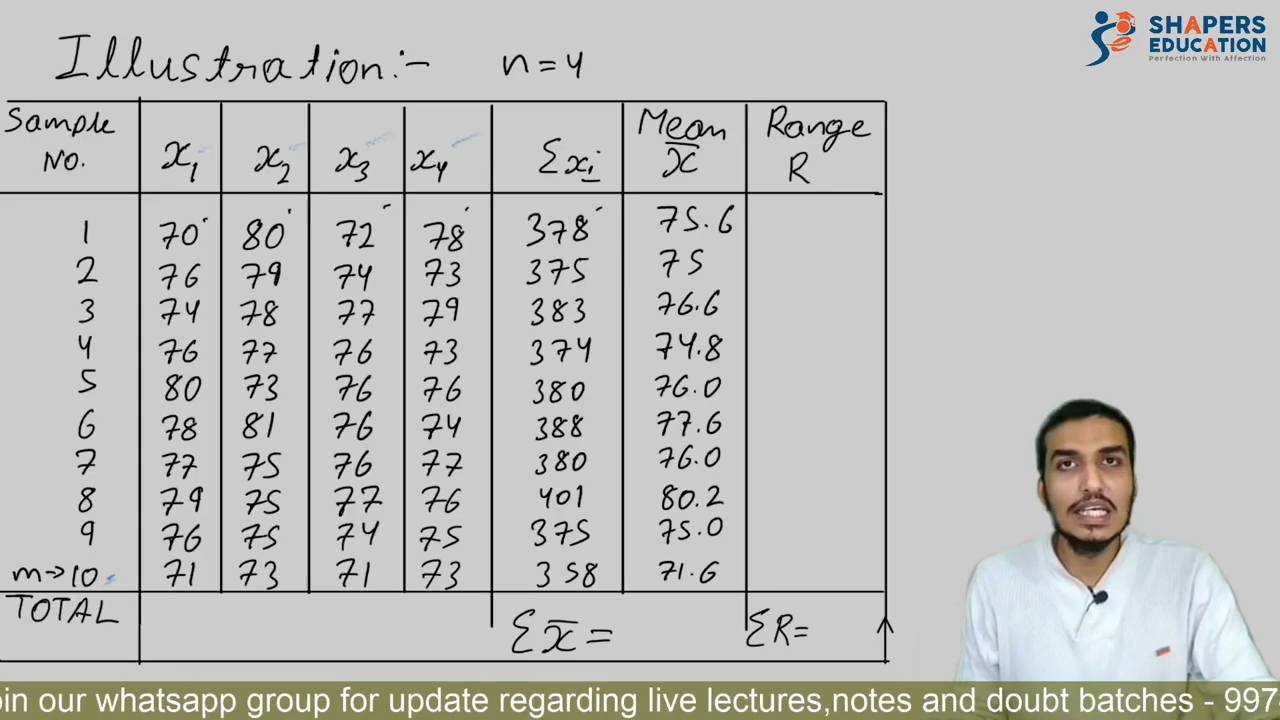 SHAPERS
EDUCATION
Perfection With Affection
Illustration:- n=4
Sample No. x₁ x₂ x₃ x₄ Σxi Mean x̄ Range R
1 70 80 72 78 378 75.6
2 76 79 74 73 375 75
3 74 78 77 79 383 76.6
4 76 77 76 73 374 74.8
5 80 73 76 76 380 76.0
6 78 81 76 74 388 77.6
7 77 75 76 77 380 76.0
8 79 75 77 76 401 80.2
9 76 75 74 75 375 75.0
m→10 71 73 71 73 358 71.6
TOTAL Σx̄= ΣR=
oin our whatsapp group for update regarding live lectures,notes and doubt batches - 997